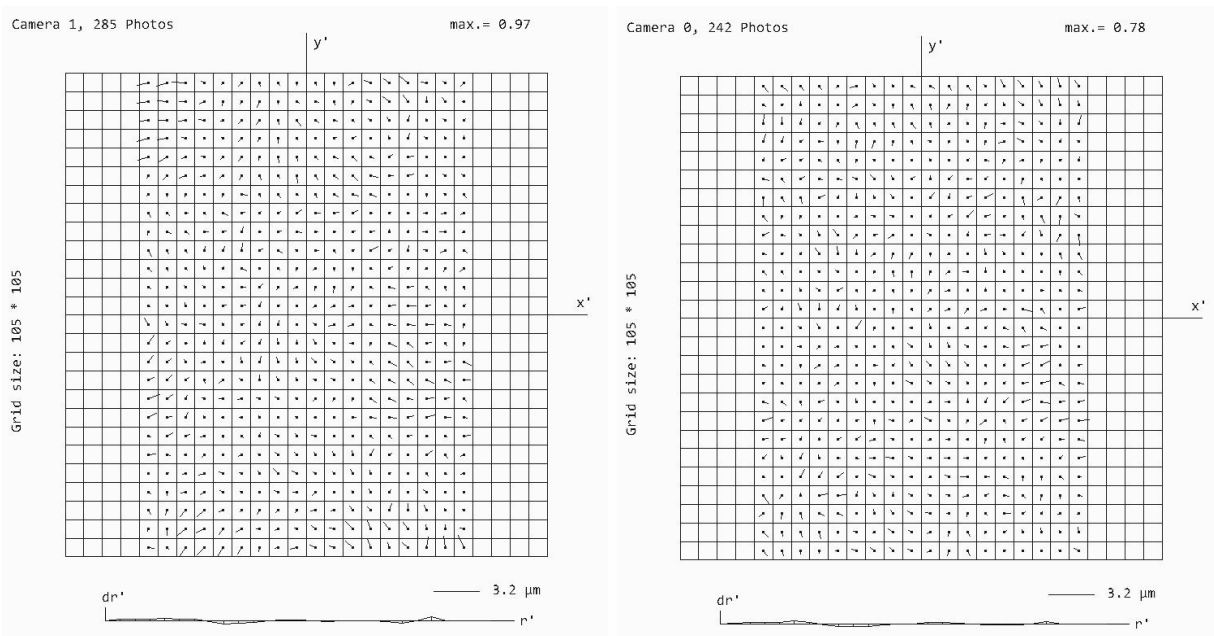 Camera 1, 285 Photos
max.= 0.97
y'
x'
Grid size: 105 * 105
3.2 µm
dr'
r'
Camera 0, 242 Photos
max.= 0.78
y'
x'
Grid size: 105 * 105
3.2 µm
dr'
r'